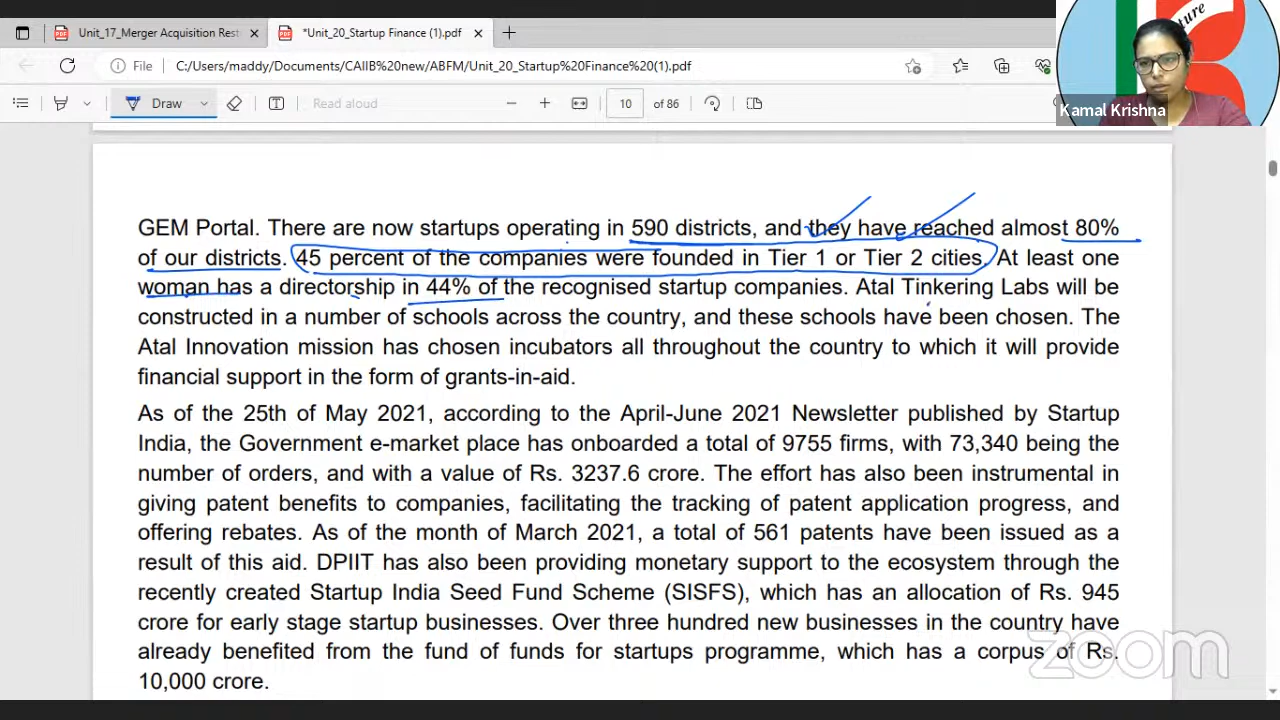 Unit_17_Merger Acquisition Rest
*Unit_20_Startup Finance (1).pdf
File C:/Users/maddy/Documents/CAIIB%20new/ABFM/Unit_20_Startup%20Finance%20(1).pdf
Draw
Read aloud
10 of 86
Kamal Krishna
GEM Portal. There are now startups operating in 590 districts, and they have reached almost 80%
of our districts. 45 percent of the companies were founded in Tier 1 or Tier 2 cities. At least one
woman has a directorship in 44% of the recognised startup companies. Atal Tinkering Labs will be
constructed in a number of schools across the country, and these schools have been chosen. The
Atal Innovation mission has chosen incubators all throughout the country to which it will provide
financial support in the form of grants-in-aid.
As of the 25th of May 2021, according to the April-June 2021 Newsletter published by Startup
India, the Government e-market place has onboarded a total of 9755 firms, with 73,340 being the
number of orders, and with a value of Rs. 3237.6 crore. The effort has also been instrumental in
giving patent benefits to companies, facilitating the tracking of patent application progress, and
offering rebates. As of the month of March 2021, a total of 561 patents have been issued as a
result of this aid. DPIIT has also been providing monetary support to the ecosystem through the
recently created Startup India Seed Fund Scheme (SISFS), which has an allocation of Rs. 945
crore for early stage startup businesses. Over three hundred new businesses in the country have
already benefited from the fund of funds for startups programme, which has a corpus of Rs.
10,000 crore.
zoom